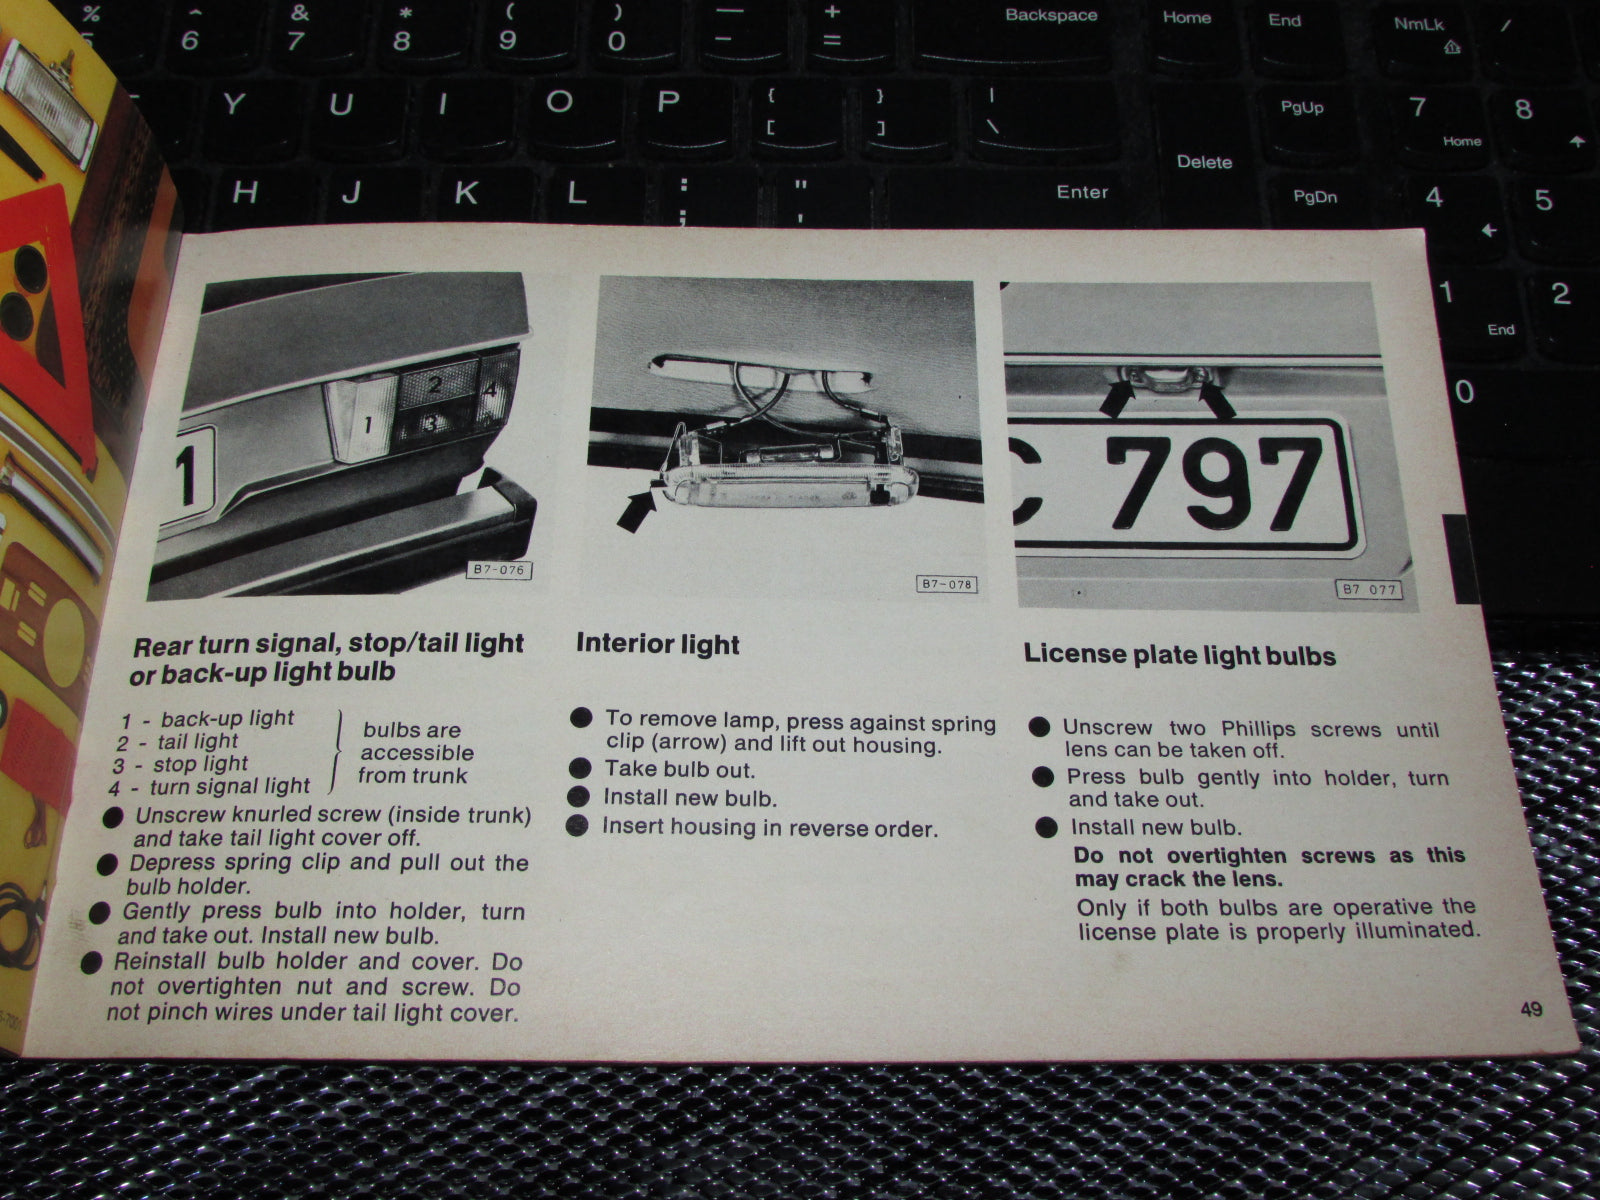 %
^
&
*
(
)
—
+
Backspace
Home
End
NmLk
/
5
6
7
8
9
0
-
=
Y
U
I
O
P
{
[
}
]
|
\
PgUp
7
Home
8
Delete
H
J
K
L
:
;
"
'
Enter
PgDn
4
5
1
End
2
0
1
1
2
3
4
B7-076
B7-078
C 797
B7 077
Rear turn signal, stop/tail light
or back-up light bulb
1 - back-up light
2 - tail light
3 - stop light
4 - turn signal light
bulbs are
accessible
from trunk
● Unscrew knurled screw (inside trunk)
and take tail light cover off.
● Depress spring clip and pull out the
bulb holder.
● Gently press bulb into holder, turn
and take out. Install new bulb.
● Reinstall bulb holder and cover. Do
not overtighten nut and screw. Do
not pinch wires under tail light cover.
Interior light
● To remove lamp, press against spring
clip (arrow) and lift out housing.
● Take bulb out.
● Install new bulb.
● Insert housing in reverse order.
License plate light bulbs
● Unscrew two Phillips screws until
lens can be taken off.
● Press bulb gently into holder, turn
and take out.
● Install new bulb.
Do not overtighten screws as this
may crack the lens.
Only if both bulbs are operative the
license plate is properly illuminated.
49